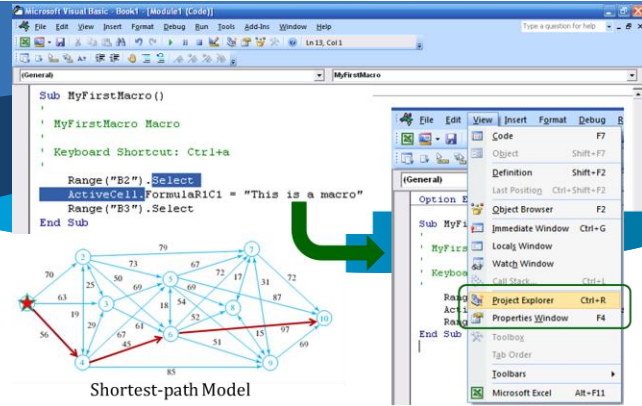 Microsoft Visual Basic - Book1 - [Module1 (Code)]
File Edit View Insert Format Debug Run Tools Add-Ins Window Help
Type a question for help
Ln 13, Col 1
(General)
MyFirstMacro
Sub MyFirstMacro()
'
' MyFirstMacro Macro
'
' Keyboard Shortcut: Ctrl+a
'
Range("B2").Select
ActiveCell.FormulaR1C1 = "This is a macro"
Range("B3").Select
End Sub
File Edit View Insert Format Debug R
(General)
Option E
Sub MyFi
'
' MyFirs
'
' Keyboa
'
Rang
Acti
Rang
End Sub
Code F7
Object Shift+F7
Definition Shift+F2
Last Position Ctrl+Shift+F2
Object Browser F2
Immediate Window Ctrl+G
Locals Window
Watch Window
Call Stack... Ctrl+L
Project Explorer Ctrl+R
Properties Window F4
Toolbox
Tab Order
Toolbars
Microsoft Excel Alt+F11
79
2
7
70
73
67
72
31
72
5
25
50
69
17
87
63
3
69
8
10
19
18
54
52
29
61
6
15
97
56
67
45
51
69
4
9
85
Shortest-path Model